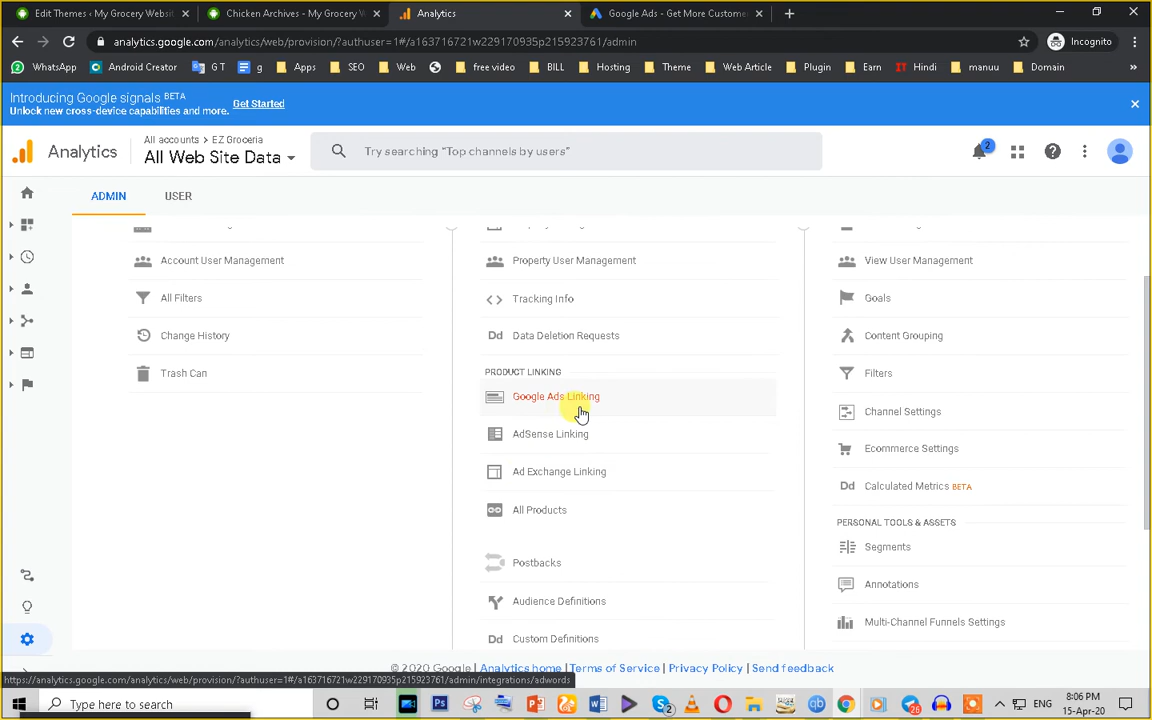 Edit Themes ‹ My Grocery Websit
Chicken Archives - My Grocery W
Analytics
Google Ads - Get More Custome
analytics.google.com/analytics/web/provision/?authuser=1#/a163716721w229170935p215923761/admin
Incognito
WhatsApp
Android Creator
G T
g
Apps
SEO
Web
free video
BILL
Hosting
Theme
Web Article
Plugin
Earn
IT Hindi
manuu
Domain
Introducing Google signals BETA
Unlock new cross-device capabilities and more.
Get Started
Analytics
All accounts > EZ Groceria
All Web Site Data
Try searching "Top channels by users"
2
ADMIN
USER
Account User Management
Property User Management
View User Management
All Filters
Tracking Info
Goals
Change History
Dd Data Deletion Requests
Content Grouping
Trash Can
PRODUCT LINKING
Filters
Google Ads Linking
Channel Settings
AdSense Linking
Ecommerce Settings
Ad Exchange Linking
Dd Calculated Metrics BETA
All Products
PERSONAL TOOLS & ASSETS
Segments
Postbacks
Annotations
Audience Definitions
Multi-Channel Funnels Settings
Dd Custom Definitions
© 2020 Google | Analytics home | Terms of Service | Privacy Policy | Send feedback
https://analytics.google.com/analytics/web/provision/?authuser=1#/a163716721w229170935p215923761/admin/integrations/adwords
Type here to search
Ps
qb
26
ENG
8:06 PM
15-Apr-20